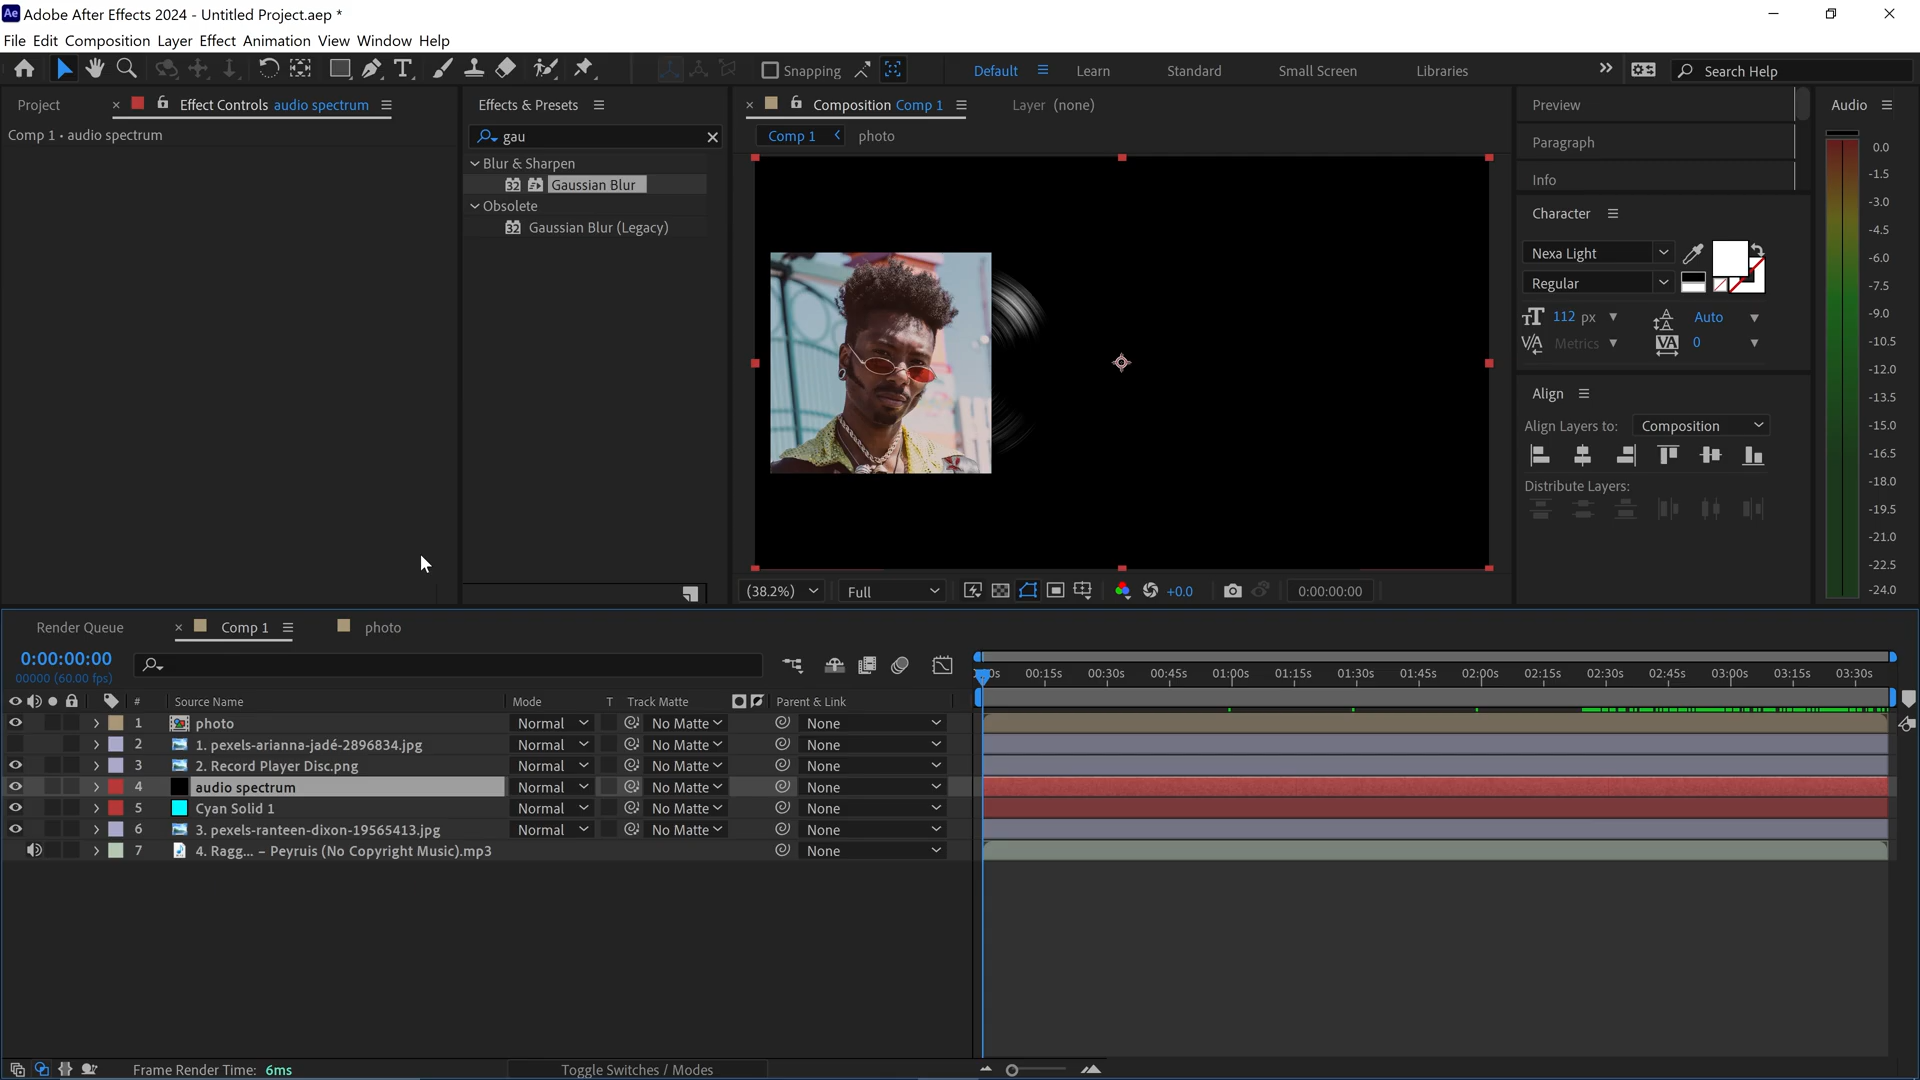 Adobe After Effects 2024 - Untitled Project.aep *
File Edit Composition Layer Effect Animation View Window Help
Snapping
Default
Learn
Standard
Small Screen
Libraries
Search Help
Project
Effect Controls audio spectrum
Comp 1 • audio spectrum
Effects & Presets
gau
Blur & Sharpen
32 Gaussian Blur
Obsolete
32 Gaussian Blur (Legacy)
Composition Comp 1
Layer (none)
Comp 1
photo
(38.2%)
Full
+0.0
0:00:00:00
Preview
Paragraph
Info
Character
Nexa Light
Regular
112 px
Auto
Metrics
0
Align
Align Layers to: Composition
Distribute Layers:
Audio
0.0
-1.5
-3.0
-4.5
-6.0
-7.5
-9.0
-10.5
-12.0
-13.5
-15.0
-16.5
-18.0
-19.5
-21.0
-22.5
-24.0
Render Queue
Comp 1
photo
0:00:00:00
00000 (60.00 fps)
00:15s 00:30s 00:45s 01:00s 01:15s 01:30s 01:45s 02:00s 02:15s 02:30s 02:45s 03:00s 03:15s 03:30s
# Source Name Mode T Track Matte Parent & Link
1 photo Normal No Matte None
2 1. pexels-arianna-jadé-2896834.jpg Normal No Matte None
3 2. Record Player Disc.png Normal No Matte None
4 audio spectrum Normal No Matte None
5 Cyan Solid 1 Normal No Matte None
6 3. pexels-ranteen-dixon-19565413.jpg Normal No Matte None
7 4. Ragg... – Peyruis (No Copyright Music).mp3 None
Frame Render Time: 6ms
Toggle Switches / Modes